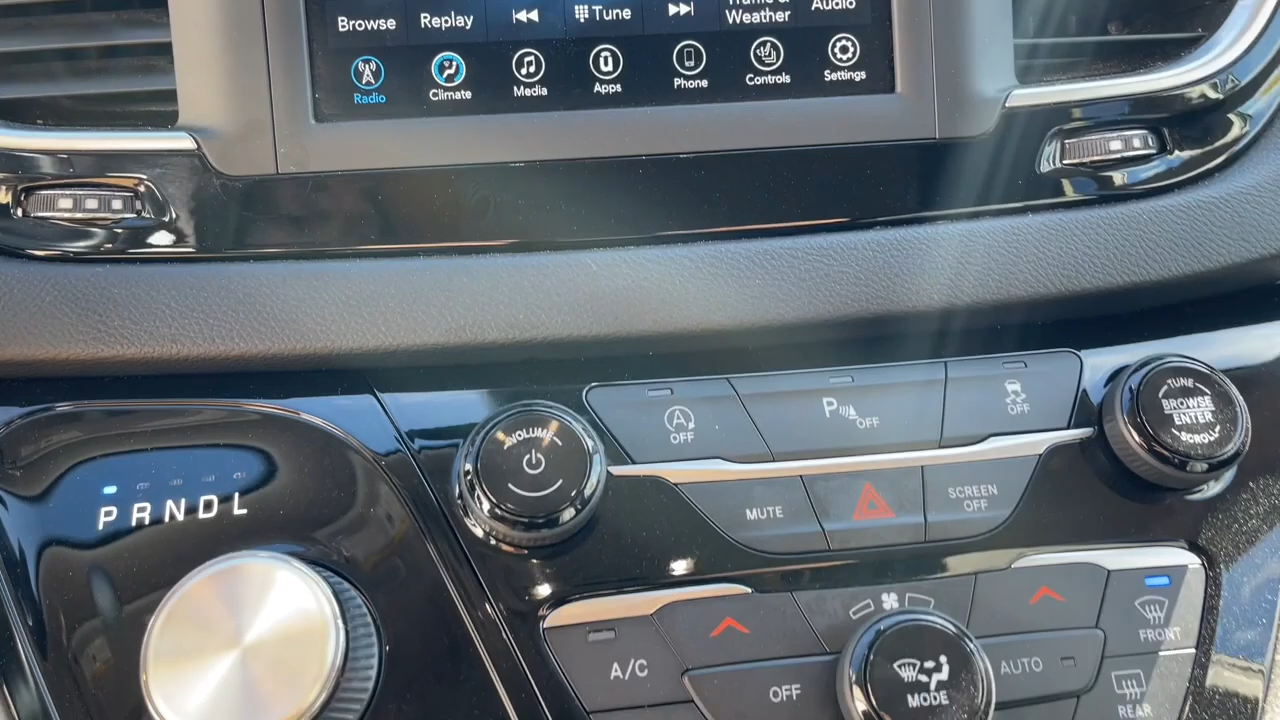 Browse
Replay
Tune
Traffic &
Weather
Audio
Radio
Climate
Media
Apps
Phone
Controls
Settings
A
OFF
P
OFF
OFF
VOLUME
TUNE
BROWSE
ENTER
SCROLL
MUTE
SCREEN
OFF
P R N D L
A/C
OFF
MODE
AUTO
FRONT
REAR